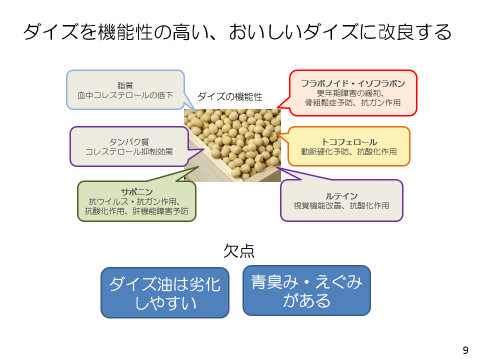 ダイズを機能性の高い、おいしいダイズに改良する
脂質
血中コレステロールの低下
ダイズの機能性
フラボノイド・イソフラボン
更年期障害の緩和、
骨粗鬆症予防、抗ガン作用
タンパク質
コレステロール抑制効果
トコフェロール
動脈硬化予防、抗酸化作用
サポニン
抗ウイルス・抗ガン作用、
抗酸化作用、肝機能障害予防
ルテイン
視覚機能改善、抗酸化作用
欠点
ダイズ油は劣化
しやすい
青臭み・えぐみ
がある
9